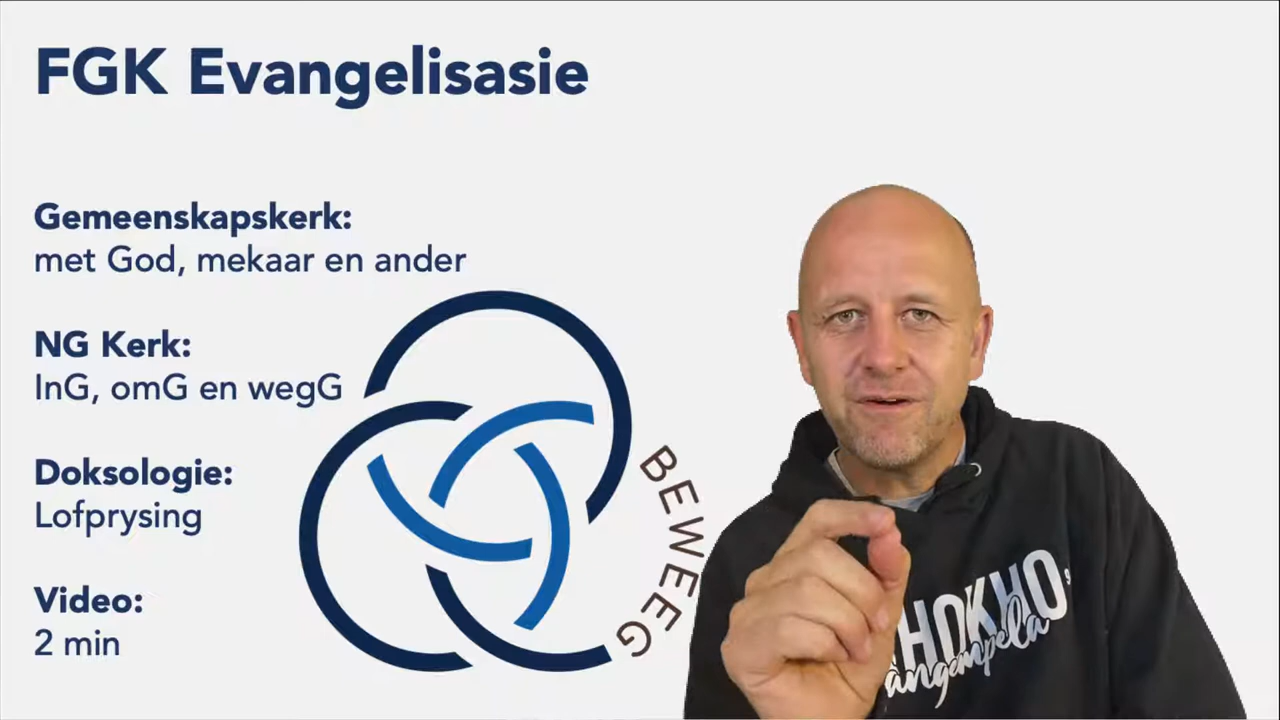 FGK Evangelisasie
Gemeenskapskerk:
met God, mekaar en ander
NG Kerk:
InG, omG en wegG
Doksologie:
Lofprysing
Video:
2 min
BEWEEG